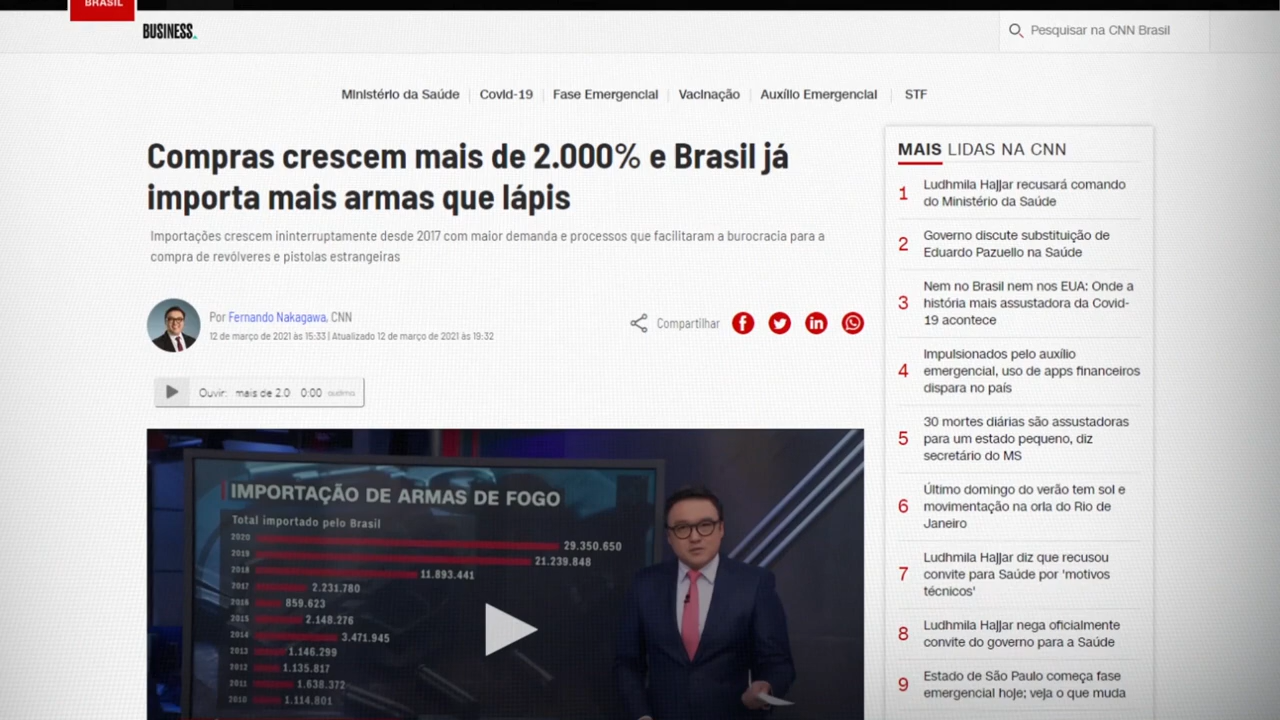 BRASIL
BUSINESS
Pesquisar na CNN Brasil
Ministério da Saúde
Covid-19
Fase Emergencial
Vacinação
Auxílio Emergencial
STF
Compras crescem mais de 2.000% e Brasil já
importa mais armas que lápis
Importações crescem ininterruptamente desde 2017 com maior demanda e processos que facilitaram a burocracia para a
compra de revólveres e pistolas estrangeiras
Por Fernando Nakagawa, CNN
12 de março de 2021 às 15:33 | Atualizado 12 de março de 2021 às 19:32
Compartilhar
Ouvir: mais de 2.0 0:00 audima
IMPORTAÇÃO DE ARMAS DE FOGO
Total importado pelo Brasil
2020 29.350.650
2019 21.239.848
2018 11.893.441
2017 2.231.780
2016 859.623
2015 2.148.276
2014 3.471.945
2013 1.146.299
2012 1.135.817
2011 1.638.372
2010 1.114.801
MAIS LIDAS NA CNN
1 Ludhmila Hajjar recusará comando
do Ministério da Saúde
2 Governo discute substituição de
Eduardo Pazuello na Saúde
3 Nem no Brasil nem nos EUA: Onde a
história mais assustadora da Covid-
19 acontece
4 Impulsionados pelo auxílio
emergencial, uso de apps financeiros
dispara no país
5 30 mortes diárias são assustadoras
para um estado pequeno, diz
secretário do MS
6 Último domingo do verão tem sol e
movimentação na orla do Rio de
Janeiro
7 Ludhmila Hajjar diz que recusou
convite para Saúde por 'motivos
técnicos'
8 Ludhmila Hajjar nega oficialmente
convite do governo para a Saúde
9 Estado de São Paulo começa fase
emergencial hoje; veja o que muda